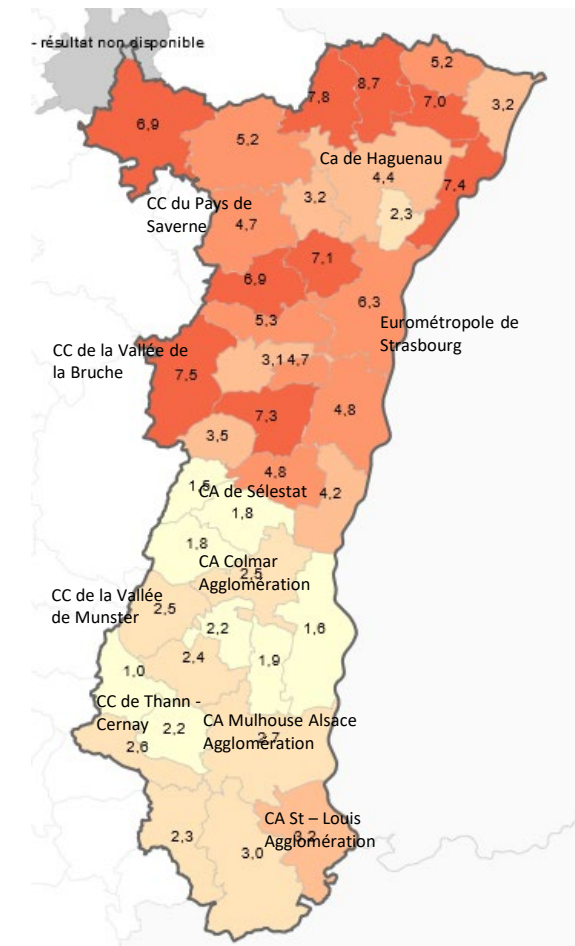 - résultat non disponible
5,2
7,8
8,7
7,0
3,2
6,9
5,2
Ca de Haguenau
4,4
7,4
3,2
2,3
CC du Pays de
Saverne
4,7
7,1
6,9
6,3
5,3
Eurométropole de
Strasbourg
CC de la Vallée de
la Bruche
3,1
4,7
7,5
7,3
4,8
3,5
4,8
1,5
CA de Sélestat
4,2
1,8
1,8
CA Colmar
Agglomération
2,5
CC de la Vallée
de Munster
2,5
2,2
1,6
2,4
1,9
1,0
CC de Thann -
Cernay
2,2
CA Mulhouse Alsace
Agglomération
2,7
2,6
CA St – Louis
Agglomération
3,2
2,3
3,0